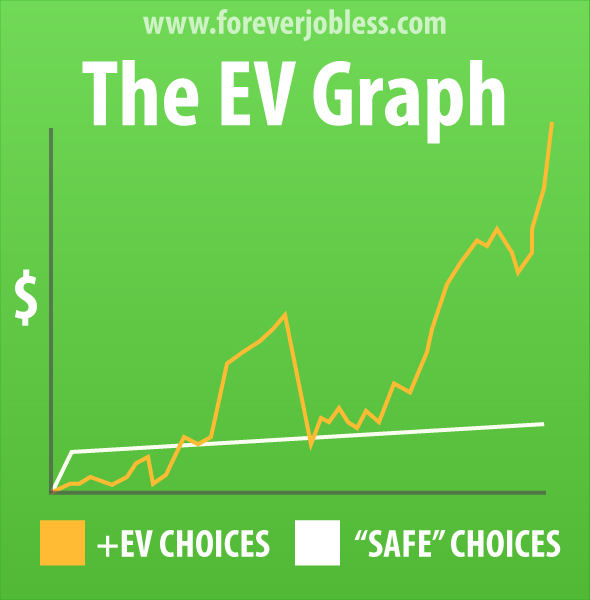 www.foreverjobless.com
The EV Graph
$
+EV CHOICES
“SAFE” CHOICES